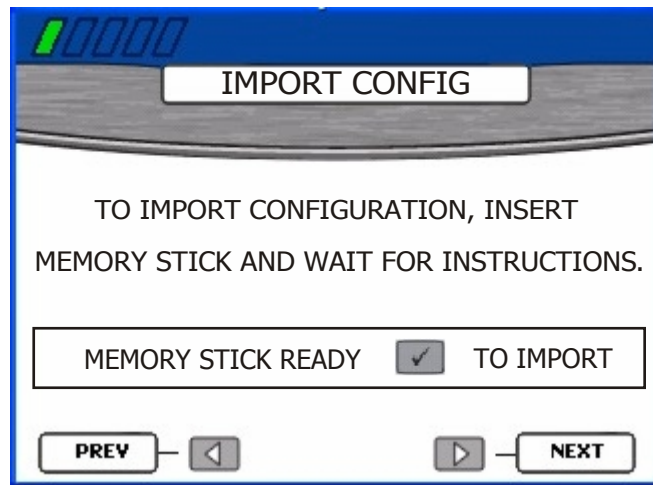 IMPORT CONFIG
TO IMPORT CONFIGURATION, INSERT
MEMORY STICK AND WAIT FOR INSTRUCTIONS.
MEMORY STICK READY ✓ TO IMPORT
PREV NEXT